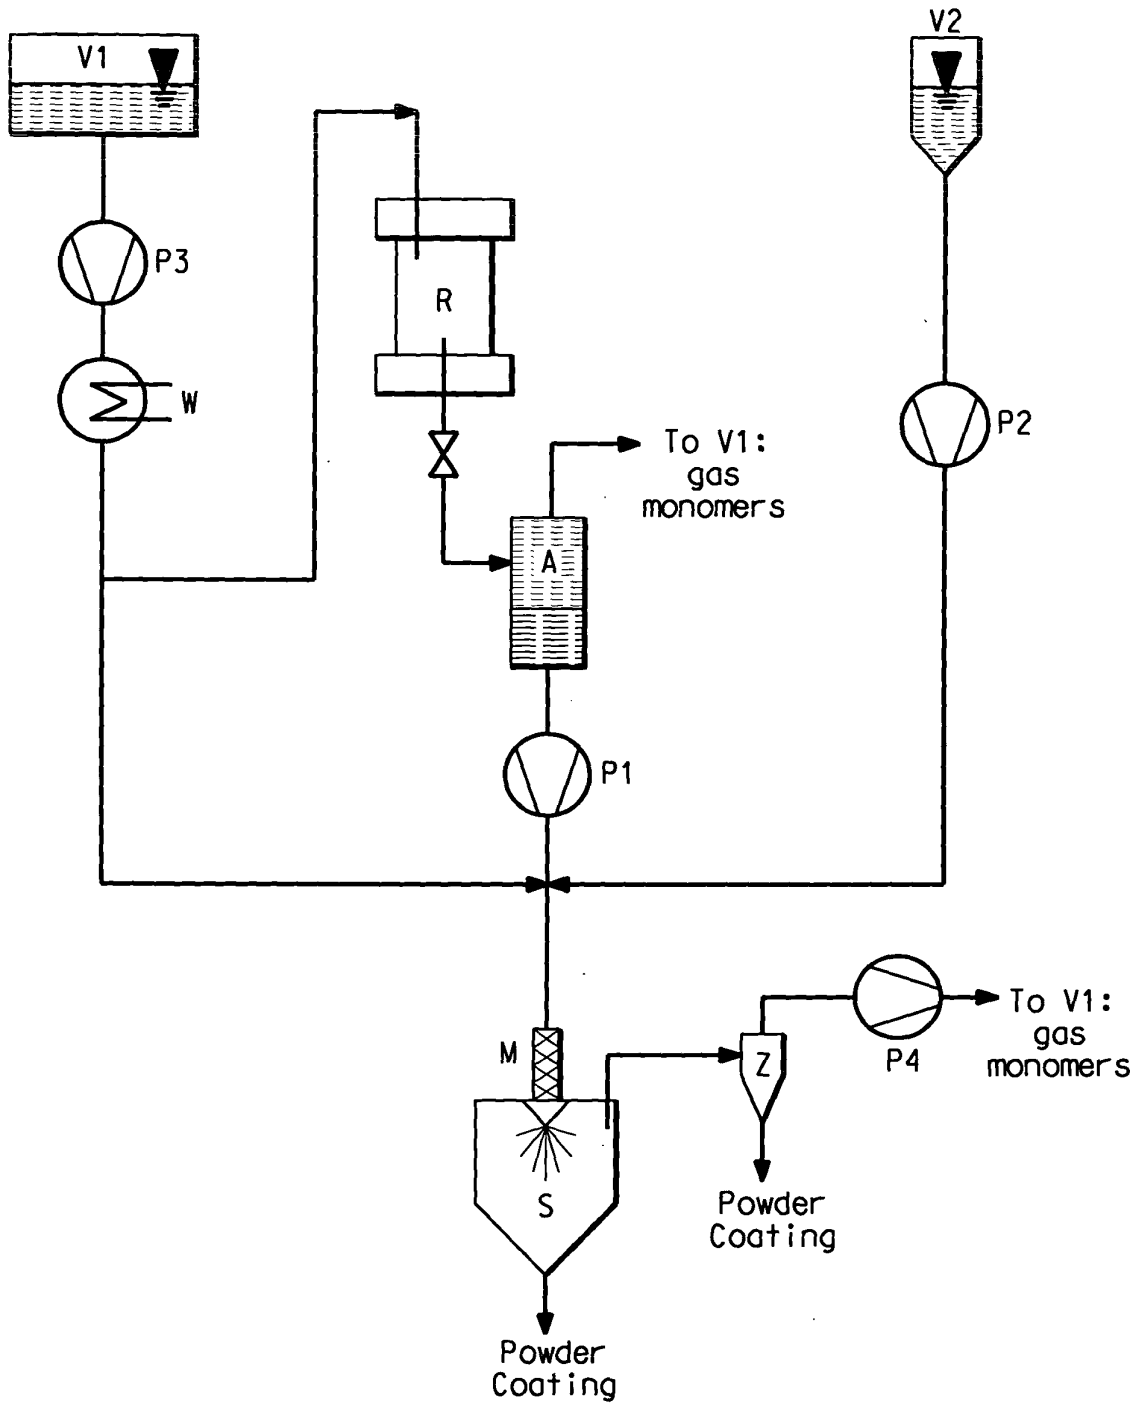 V1
V2
P3
R
W
P2
To V1:
gas
monomers
A
P1
To V1:
gas
monomers
M
Z
P4
S
Powder
Coating
Powder
Coating